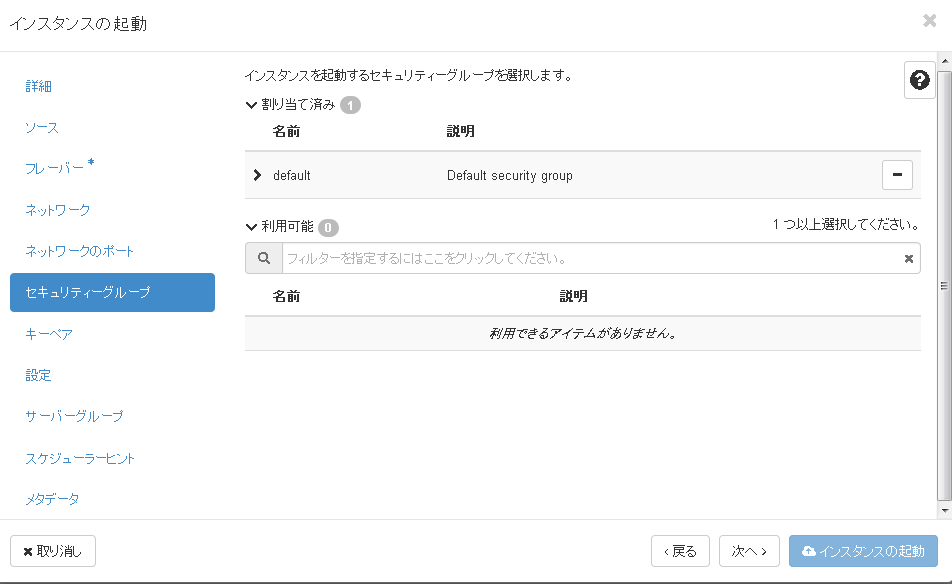 インスタンスの起動
詳細
ソース
フレーバー *
ネットワーク
ネットワークのポート
セキュリティーグループ
キーペア
設定
サーバーグループ
スケジューラーヒント
メタデータ
インスタンスを起動するセキュリティーグループを選択します。
割り当て済み 1
名前 説明
default Default security group
利用可能 0 1 つ以上選択してください。
フィルターを指定するにはここをクリックしてください。
名前 説明
利用できるアイテムがありません。
取り消し ‹ 戻る 次へ › インスタンスの起動